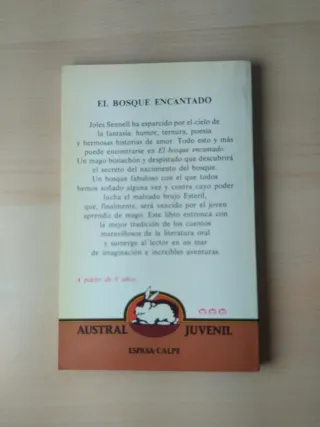 EL BOSQUE ENCANTADO
Joles Sennell ha esparcido por el cielo de
la fantasía: humor, ternura, poesía
y hermosas historias de amor. Todo esto y más
puede encontrarse en El bosque encantado.
Un mago bonachón y despistado que descubrirá
el secreto del nacimiento del bosque.
Un bosque fabuloso con el que todos
hemos soñado alguna vez y contra cuyo poder
lucha el malvado brujo
que, finalmente, será vencido por el joven
aprendiz de mago. Este libro entronca con
la mejor tradición de los cuentos
maravillosos de la literatura oral
y sumerge al lector en un mar
de imaginación e increíbles aventuras.
A partir de 9 años.
AUSTRAL JUVENIL
ESPASA-CALPE